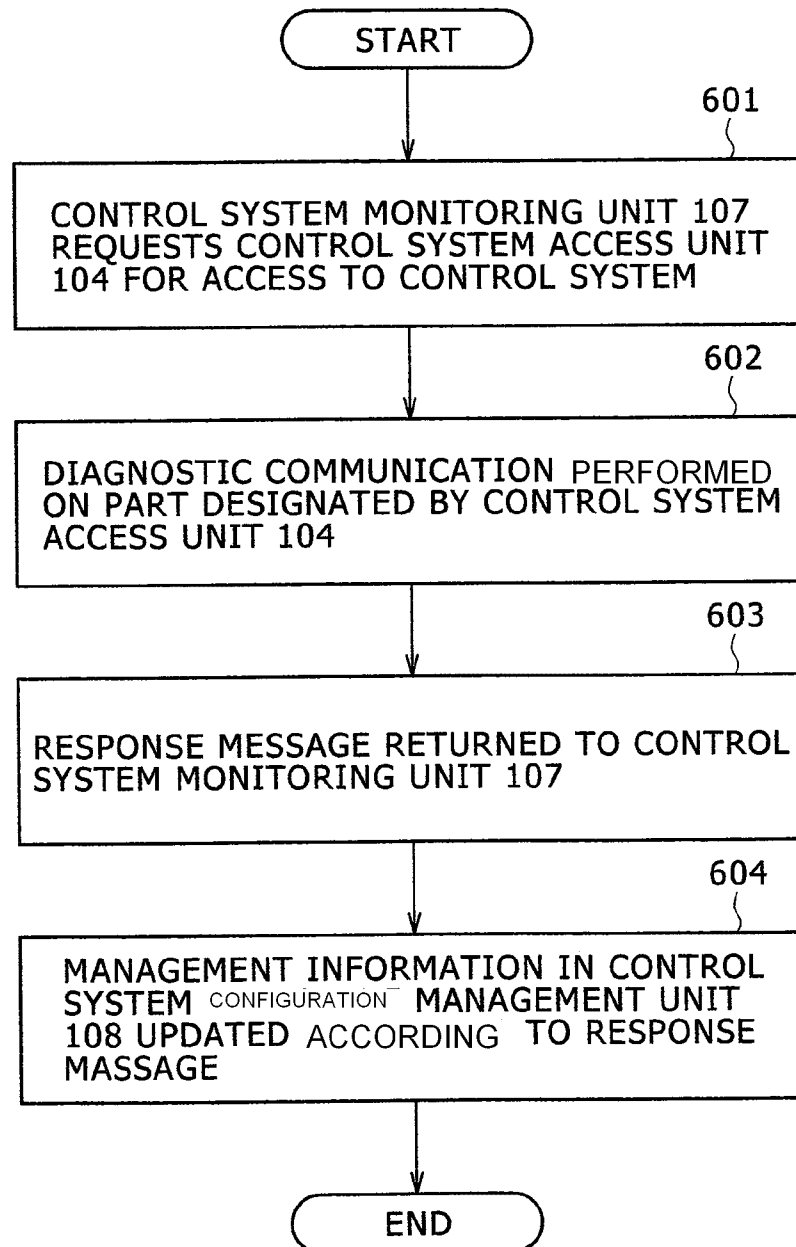 START
601
CONTROL SYSTEM MONITORING UNIT 107
REQUESTS CONTROL SYSTEM ACCESS UNIT
104 FOR ACCESS TO CONTROL SYSTEM
602
DIAGNOSTIC COMMUNICATION PERFORMED
ON PART DESIGNATED BY CONTROL SYSTEM
ACCESS UNIT 104
603
RESPONSE MESSAGE RETURNED TO CONTROL
SYSTEM MONITORING UNIT 107
604
MANAGEMENT INFORMATION IN CONTROL
SYSTEM CONFIGURATION MANAGEMENT UNIT
108 UPDATED ACCORDING TO RESPONSE
MASSAGE
END